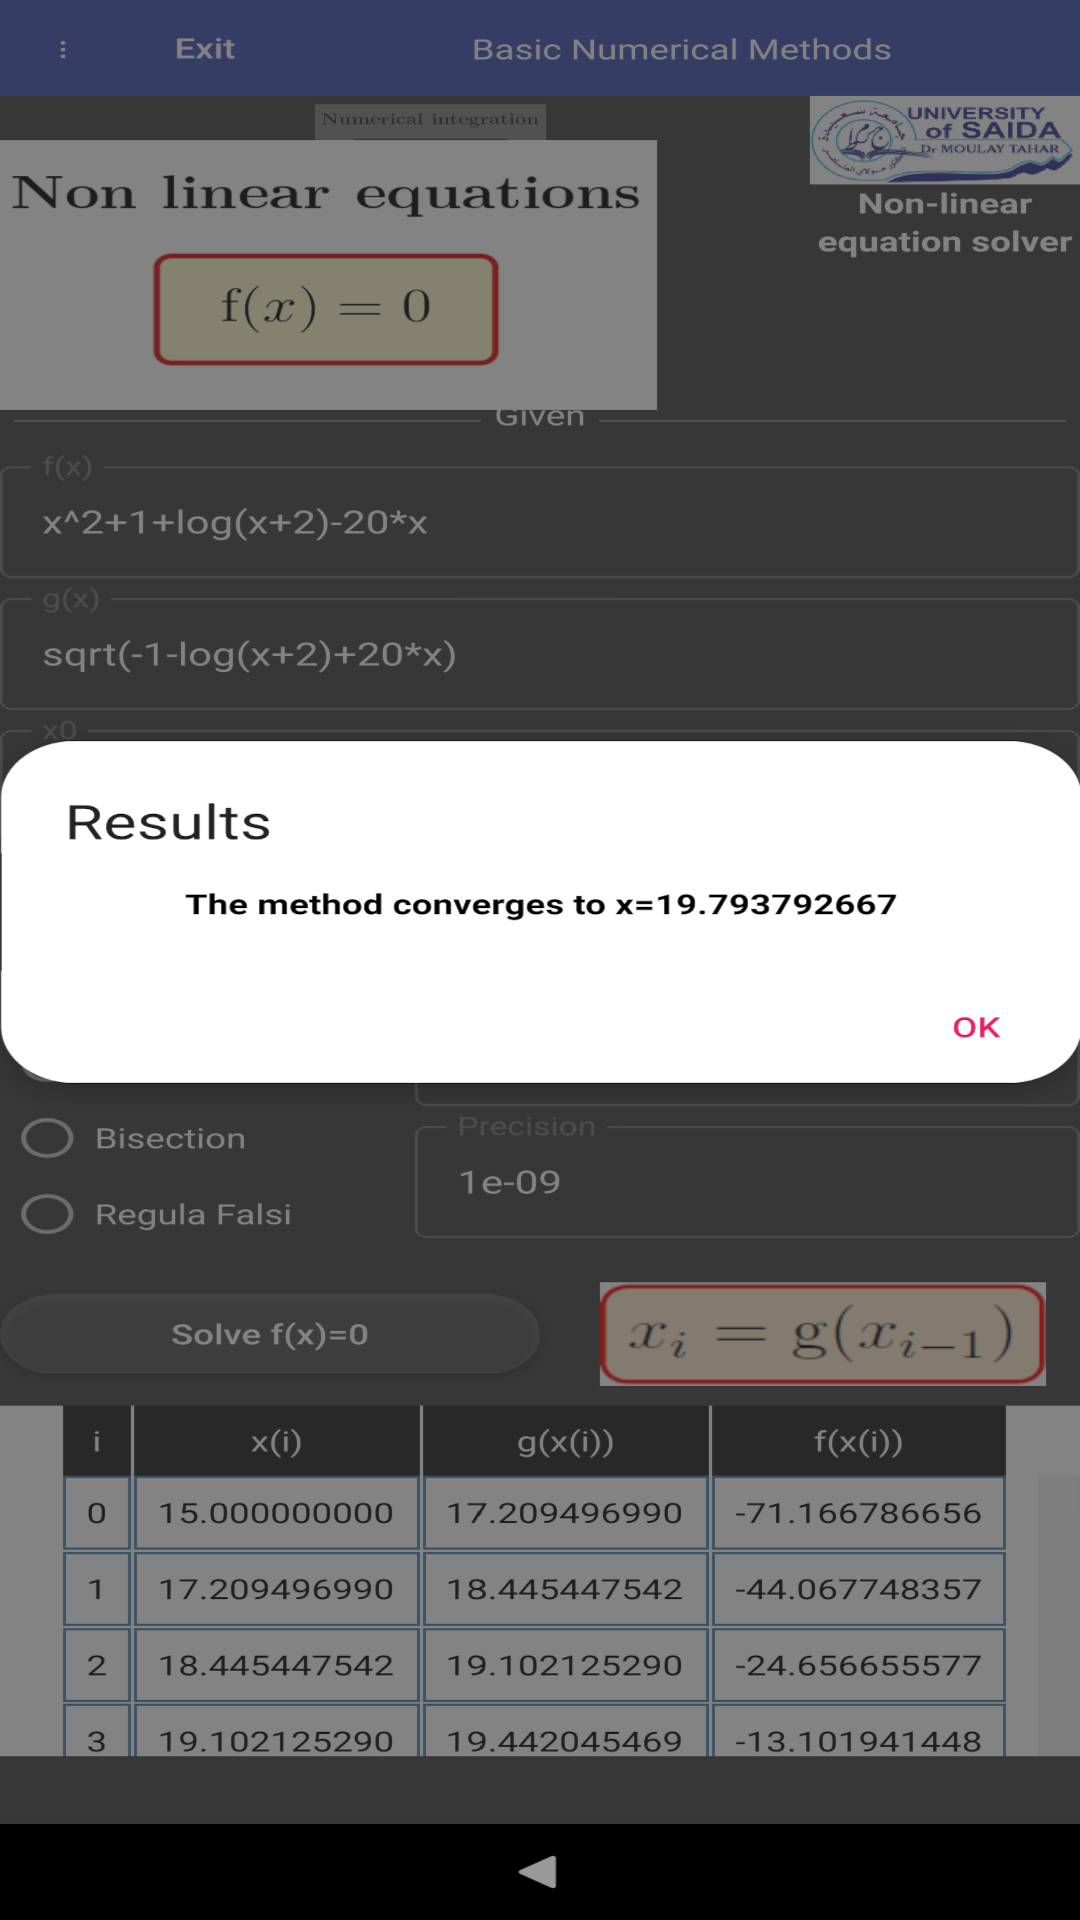 Exit
Basic Numerical Methods
Numerical integration
UNIVERSITY
of SAIDA
Dr MOULAY TAHAR
Non linear equations
f(x) = 0
Non-linear
equation solver
Given
f(x)
x^2+1+log(x+2)-20*x
g(x)
sqrt(-1-log(x+2)+20*x)
x0
Results
The method converges to x=19.793792667
OK
Bisection
Precision
1e-09
Regula Falsi
Solve f(x)=0
xᵢ = g(xᵢ₋₁)
i x(i) g(x(i)) f(x(i))
0 15.000000000 17.209496990 -71.166786656
1 17.209496990 18.445447542 -44.067748357
2 18.445447542 19.102125290 -24.656655577
3 19.102125290 19.442045469 -13.101941448